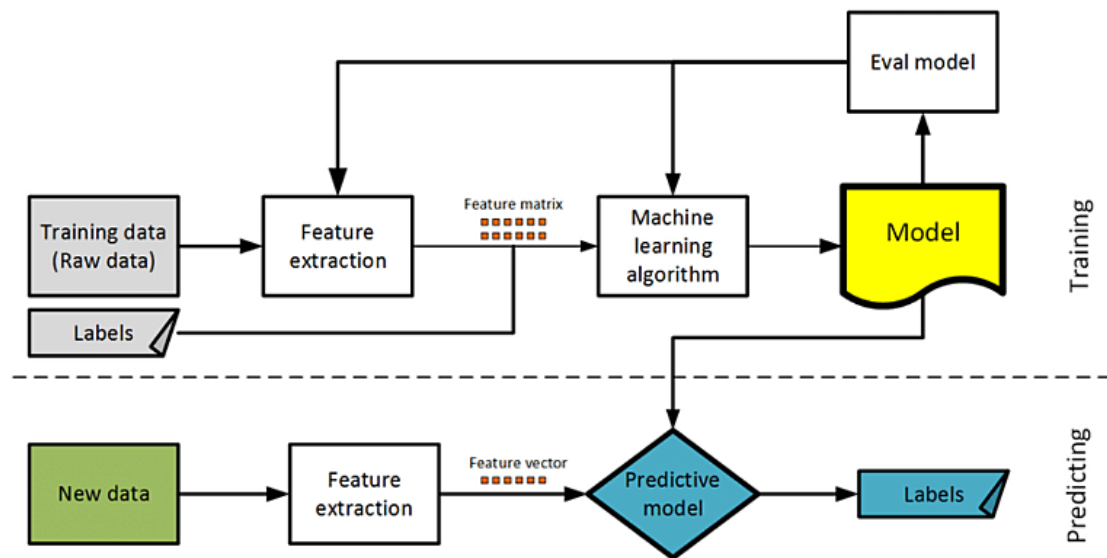 Eval model
Feature matrix
Training data
(Raw data)
Feature
extraction
Machine
learning
algorithm
Model
Training
Labels
New data
Feature
extraction
Feature vector
Predictive
model
Labels
Predicting